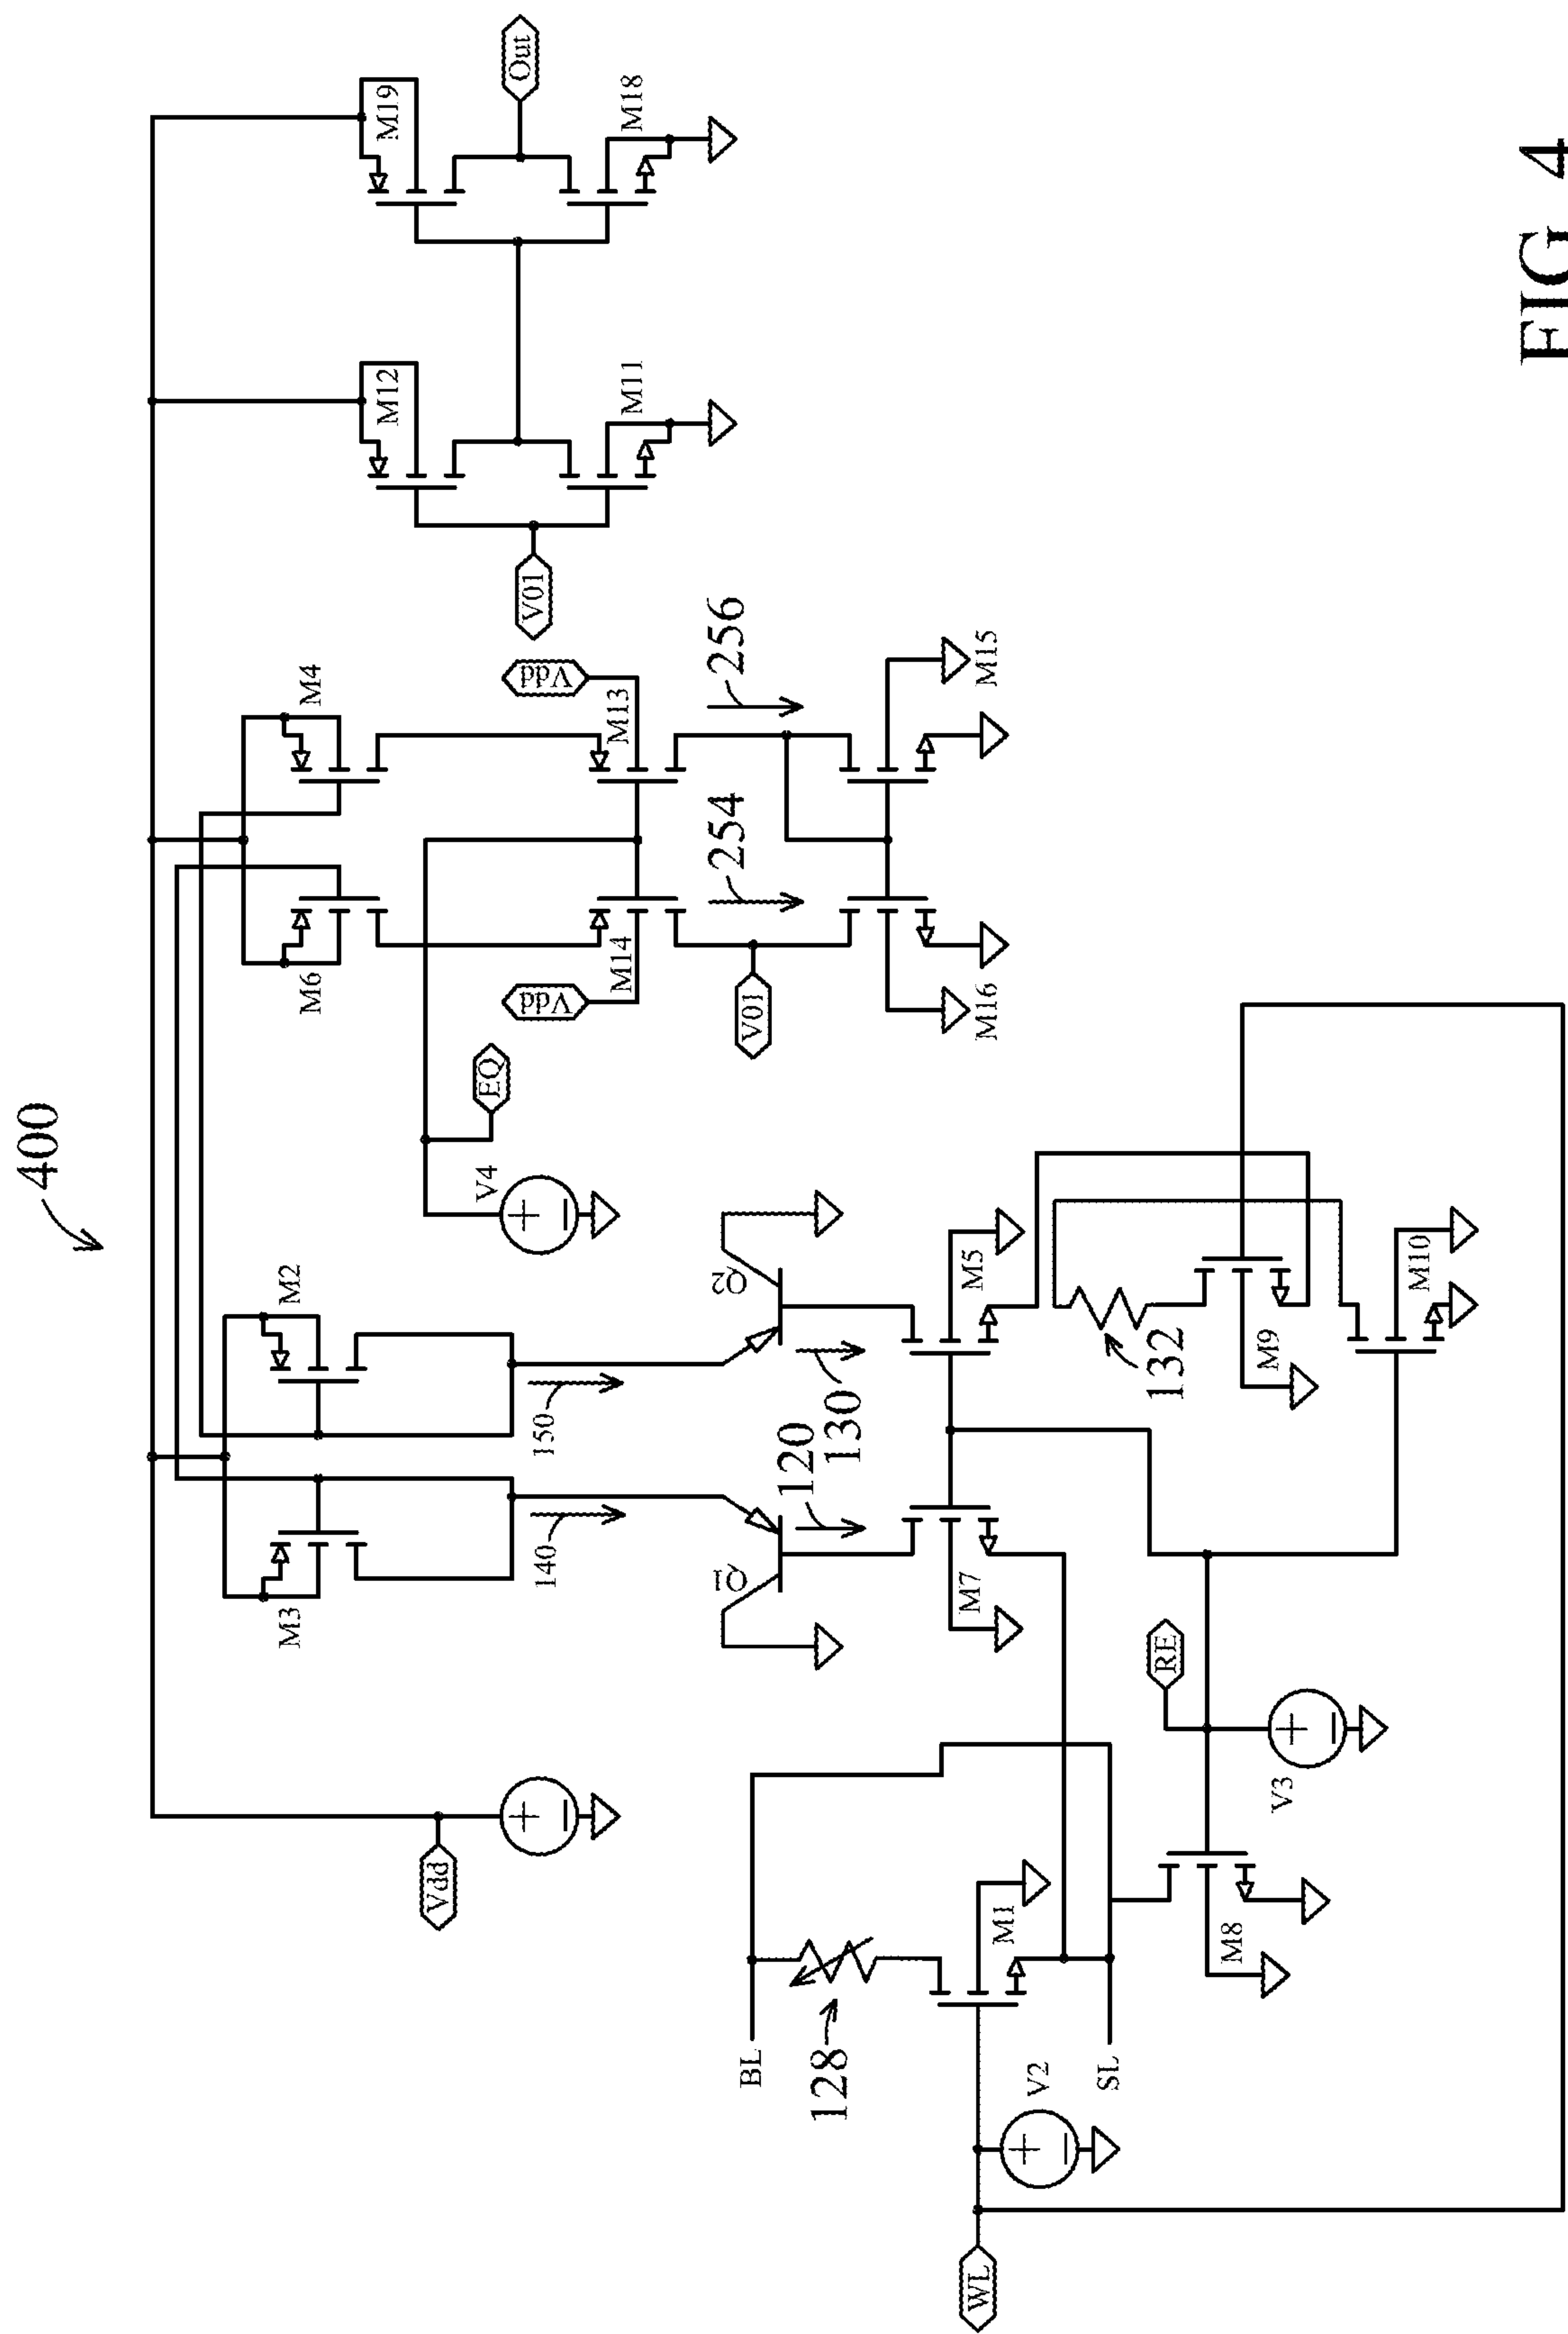 400
Vdd
M3
M2
M6
M4
M12
M19
Out
M18
M11
V01
Vdd
M13
Vdd
M14
EQ
V4
140
150
Q1
Q2
120
130
254
256
V01
M16
M15
M7
M5
BL
128
M1
V2
SL
WL
M8
V3
RE
132
M9
M10
FIG 4